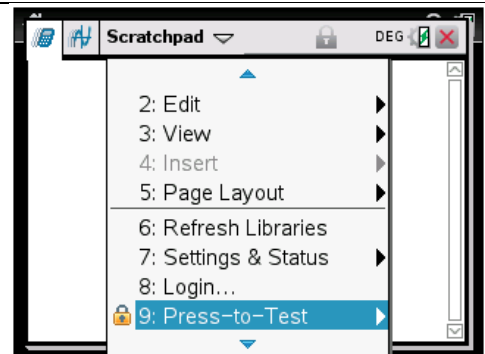 Scratchpad DEG
2: Edit
3: View
4: Insert
5: Page Layout
6: Refresh Libraries
7: Settings & Status
8: Login...
9: Press-to-Test